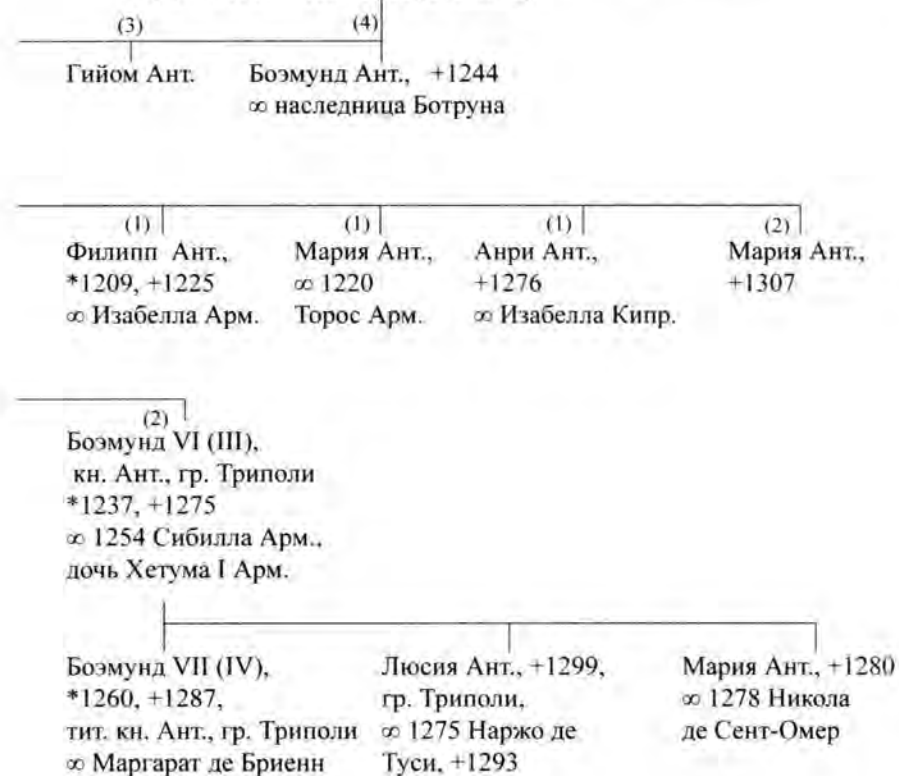 (3) (4)
Гийом Ант. Боэмунд Ант., +1244
∞ наследница Ботруна
(1) (1) (1) (2)
Филипп Ант., Мария Ант., Анри Ант., Мария Ант.,
*1209, +1225 ∞ 1220 +1276 +1307
∞ Изабелла Арм. Торос Арм. ∞ Изабелла Кипр.
(2)
Боэмунд VI (III),
кн. Ант., гр. Триполи
*1237, +1275
∞ 1254 Сибилла Арм.,
дочь Хетума I Арм.
Боэмунд VII (IV), Люсия Ант., +1299, Мария Ант., +1280
*1260, +1287, гр. Триполи, ∞ 1278 Никола
тит. кн. Ант., гр. Триполи ∞ 1275 Наржо де де Сент-Омер
∞ Маргарат де Бриенн Туси, +1293